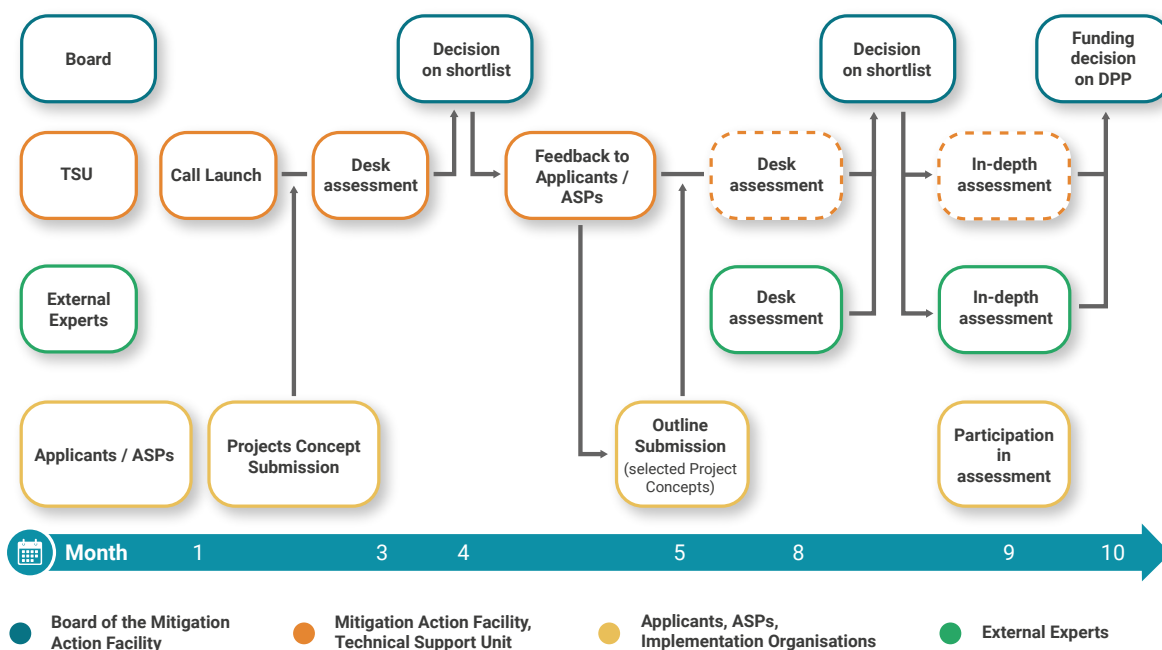 Board
Decision
on shortlist
Decision
on shortlist
Funding
decision
on DPP
TSU
Call Launch
Desk
assessment
Feedback to
Applicants /
ASPs
Desk
assessment
In-depth
assessment
External
Experts
Desk
assessment
In-depth
assessment
Applicants / ASPs
Projects Concept
Submission
Outline
Submission
(selected Project
Concepts)
Participation
in
assessment
Month 1 3 4 5 8 9 10
Board of the Mitigation
Action Facility
Mitigation Action Facility,
Technical Support Unit
Applicants, ASPs,
Implementation Organisations
External Experts